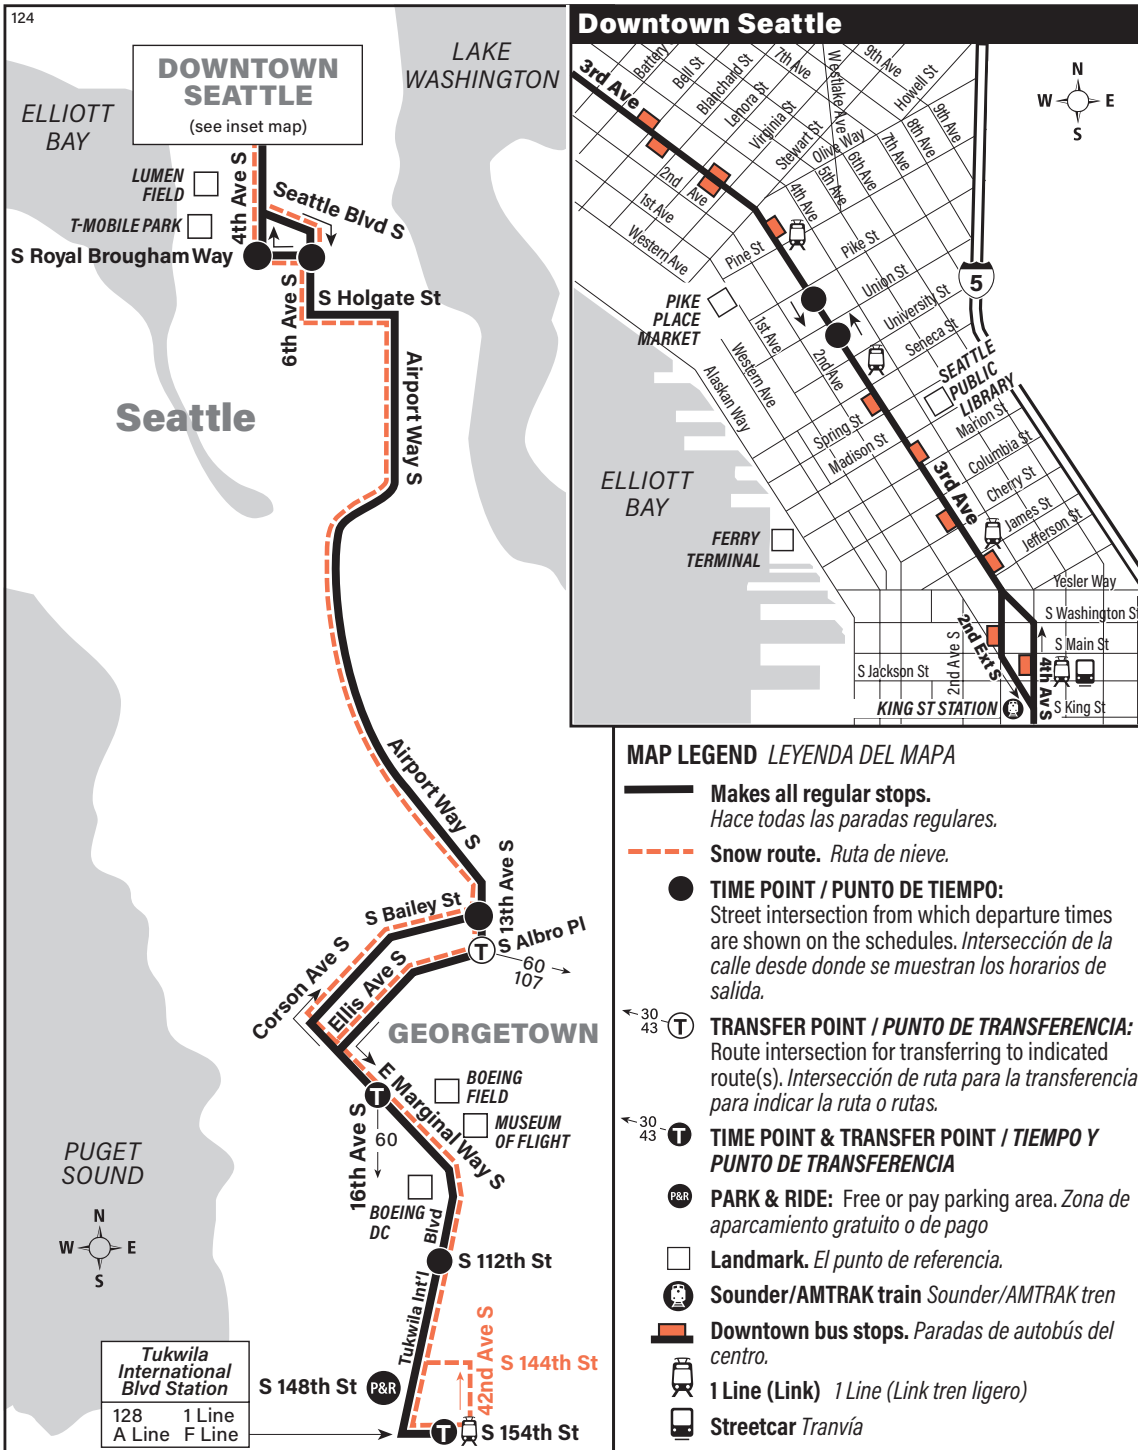 124
DOWNTOWN
SEATTLE
(see inset map)
ELLIOTT
BAY
LAKE
WASHINGTON
LUMEN
FIELD
T-MOBILE PARK
4th Ave S
Seattle Blvd S
S Royal Brougham Way
6th Ave S
S Holgate St
Airport Way S
Seattle
Airport Way S
13th Ave S
S Bailey St
S Albro Pl
60
107
Corson Ave S
Ellis Ave S
GEORGETOWN
E Marginal Way S
T
T
BOEING
FIELD
MUSEUM
OF FLIGHT
16th Ave S
60
BOEING
DC
PUGET
SOUND
N
W E
S
Tukwila Int'l Blvd
S 112th St
42nd Ave S
S 144th St
S 148th St
P&R
T
S 154th St
Tukwila
International
Blvd Station
128 1 Line
A Line F Line
Downtown Seattle
N
W E
S
3rd Ave
Battery
Bell St
Blanchard St
Lenora St
Virginia St
Stewart St
Olive Way
7th Ave
Westlake Ave
9th Ave
Howell St
9th Ave
8th Ave
7th Ave
6th Ave
5th Ave
4th Ave
2nd Ave
1st Ave
Western Ave
Pine St
Pike St
Union St
University St
Seneca St
5
PIKE
PLACE
MARKET
1st Ave
Western Ave
Alaskan Way
2nd Ave
Spring St
Madison St
SEATTLE
PUBLIC
LIBRARY
Marion St
Columbia St
Cherry St
James St
Jefferson St
3rd Ave
ELLIOTT
BAY
FERRY
TERMINAL
Yesler Way
S Washington St
S Main St
S Jackson St
2nd Ave S
2nd Ext S
4th Av S
KING ST STATION
S King St
MAP LEGEND LEYENDA DEL MAPA
Makes all regular stops.
Hace todas las paradas regulares.
Snow route. Ruta de nieve.
TIME POINT / PUNTO DE TIEMPO:
Street intersection from which departure times
are shown on the schedules. Intersección de la
calle desde donde se muestran los horarios de
salida.
30
43 T
TRANSFER POINT / PUNTO DE TRANSFERENCIA:
Route intersection for transferring to indicated
route(s). Intersección de ruta para la transferencia
para indicar la ruta o rutas.
30
43 T
TIME POINT & TRANSFER POINT / TIEMPO Y
PUNTO DE TRANSFERENCIA
P&R PARK & RIDE: Free or pay parking area. Zona de
aparcamiento gratuito o de pago
Landmark. El punto de referencia.
Sounder/AMTRAK train Sounder/AMTRAK tren
Downtown bus stops. Paradas de autobús del
centro.
1 Line (Link) 1 Line (Link tren ligero)
Streetcar Tranvía